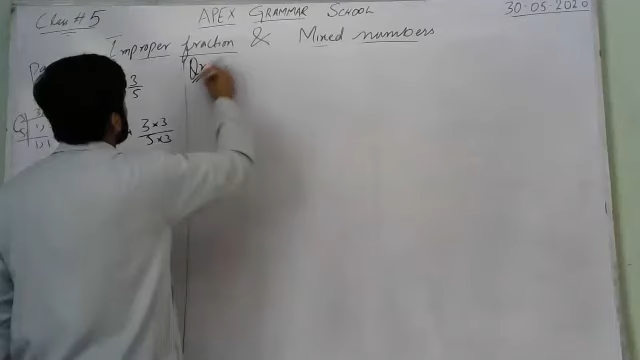 Class # 5
APEX GRAMMAR SCHOOL
30-05-2020
Improper fraction & Mixed numbers
3/5
3×3/5×3